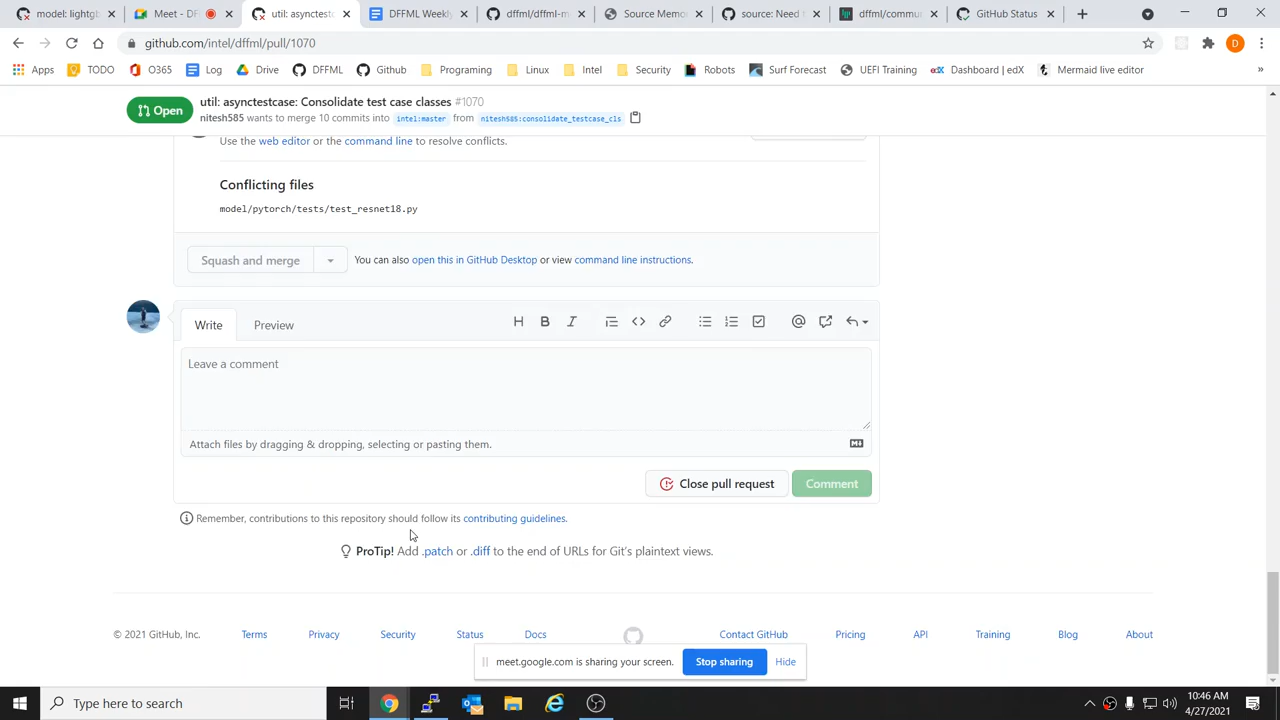 model: lightgb
Meet - D
util: asynctest
DFFML Weekly
dffml/dffml-m
Source Memo
source: Need
dffml/commu
GitHub Status
github.com/intel/dffml/pull/1070
D
Apps
TODO
O365
Log
Drive
DFFML
Github
Programing
Linux
Intel
Security
Robots
Surf Forecast
UEFI Training
edX
Dashboard | edX
Mermaid live editor
»
Open
util: asynctestcase: Consolidate test case classes #1070
nitesh585 wants to merge 10 commits into intel:master from nitesh585:consolidate_testcase_cls
Use the web editor or the command line to resolve conflicts.
Conflicting files
model/pytorch/tests/test_resnet18.py
Squash and merge
You can also open this in GitHub Desktop or view command line instructions.
Write
Preview
Leave a comment
Attach files by dragging & dropping, selecting or pasting them.
Close pull request
Comment
Remember, contributions to this repository should follow its contributing guidelines.
ProTip! Add .patch or .diff to the end of URLs for Git's plaintext views.
© 2021 GitHub, Inc.
Terms
Privacy
Security
Status
Docs
Contact GitHub
Pricing
API
Training
Blog
About
meet.google.com is sharing your screen.
Stop sharing
Hide
Type here to search
10:46 AM
4/27/2021